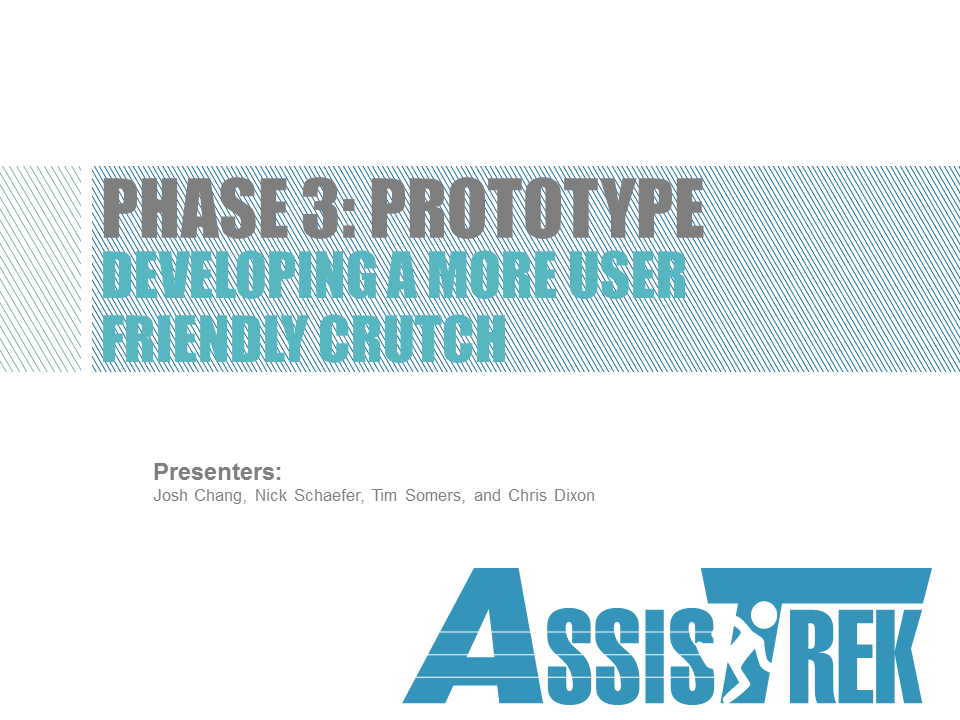 PHASE 3: PROTOTYPE
DEVELOPING A MORE USER
FRIENDLY CRUTCH
Presenters:
Josh Chang, Nick Schaefer, Tim Somers, and Chris Dixon
ASSISTREK